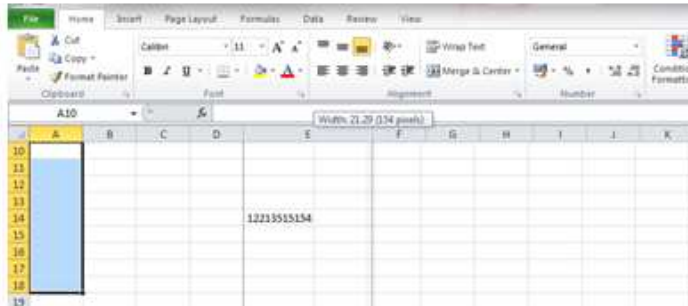 File Home Insert Page Layout Formulas Data Review View
Cut
Copy
Format Painter
Paste
Calibri 11
B I U
Wrap Text
Merge & Center
General
%
Conditional
Formatting
Clipboard Font Alignment Number
A10 fx
Width: 21.29 (154 pixels)
A B C D E F G H I J K
10
11
12
13
14 12213515154
15
16
17
18
19